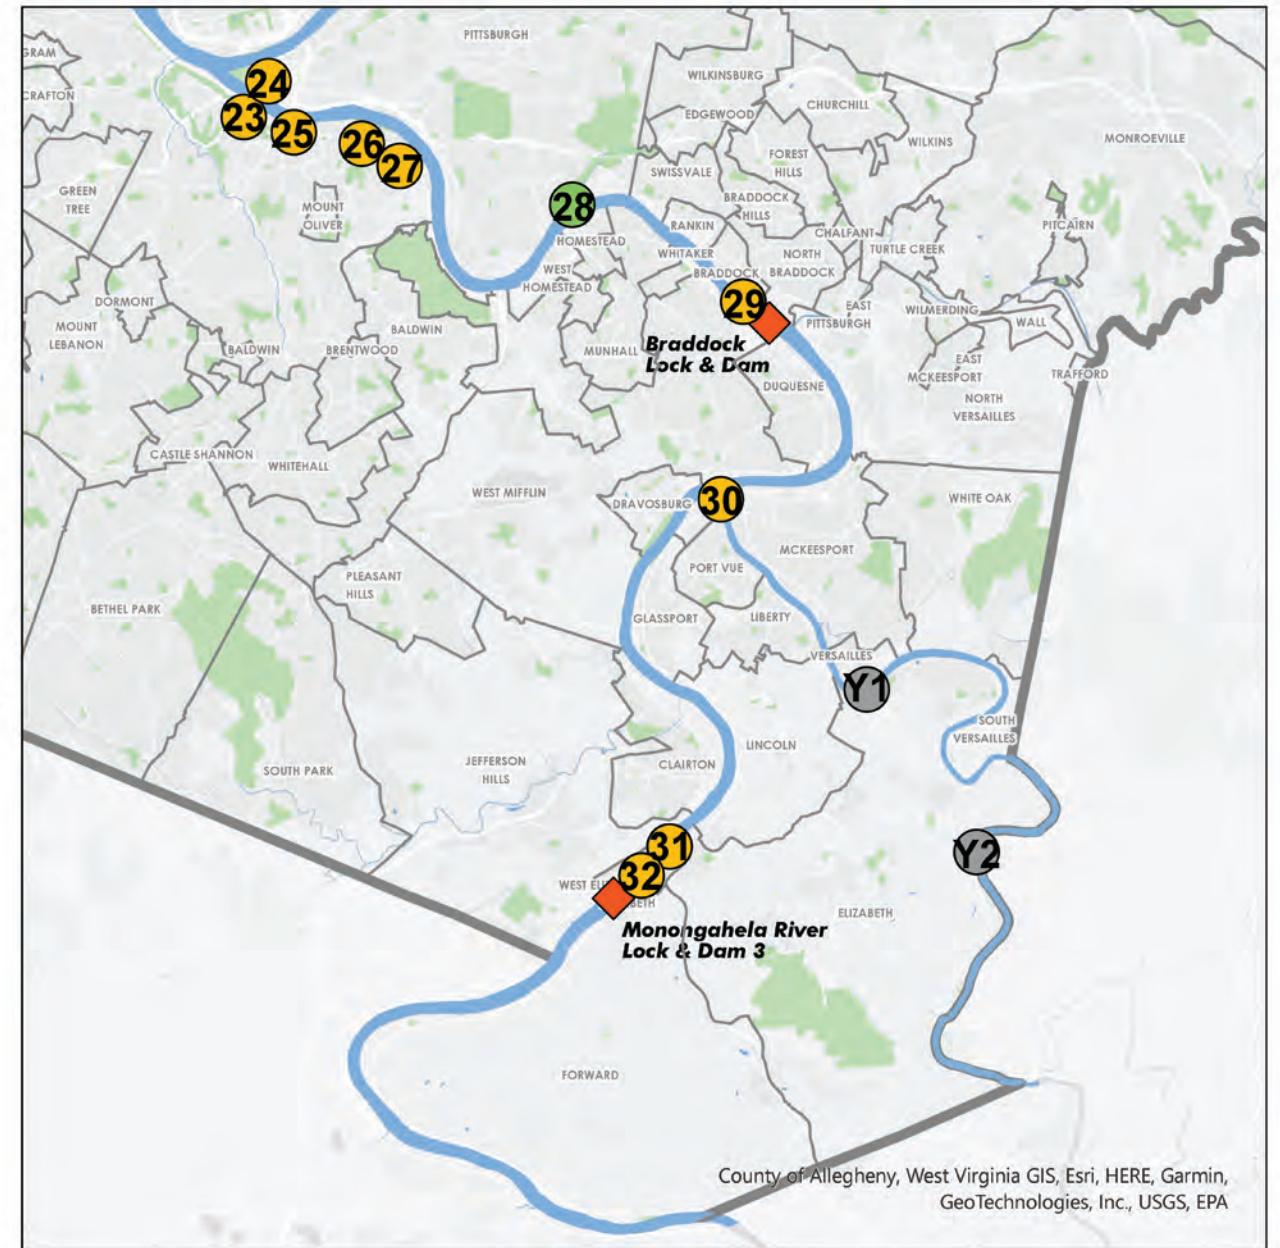 PITTSBURGH
GRAM
CRAFTON
24
23
25
26
27
WILKINSBURG
EDGEWOOD
CHURCHILL
WILKINS
MONROEVILLE
FOREST
HILLS
SWISSVALE
BRADDOCK
HILLS
GREEN
TREE
MOUNT
OLIVER
28
HOMESTEAD
RANKIN
WHITAKER
CHALFANT
TURTLE CREEK
PITCAIRN
NORTH
BRADDOCK
BRADDOCK
WEST
HOMESTEAD
29
Braddock
Lock & Dam
EAST
PITTSBURGH
WILMERDING
WALL
DORMONT
MOUNT
LEBANON
BALDWIN
BRENTWOOD
BALDWIN
MUNHALL
DUQUESNE
EAST
MCKEESPORT
NORTH
VERSAILLES
TRAFFORD
CASTLE SHANNON
WHITEHALL
WEST MIFFLIN
DRAVOSBURG
30
WHITE OAK
MCKEESPORT
PORT VUE
PLEASANT
HILLS
BETHEL PARK
GLASSPORT
LIBERTY
VERSAILLES
Y1
SOUTH
VERSAILLES
LINCOLN
CLAIRTON
JEFFERSON
HILLS
SOUTH PARK
31
32
Y2
WEST EL
BETH
ELIZABETH
Monongahela River
Lock & Dam 3
FORWARD
County of Allegheny, West Virginia GIS, Esri, HERE, Garmin,
GeoTechnologies, Inc., USGS, EPA